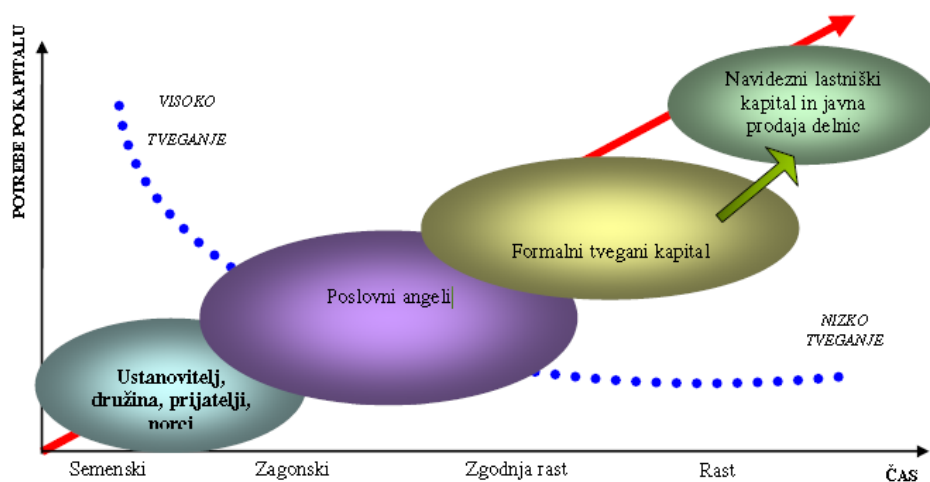 POTREBE PO KAPITALU
VISOKO
TVEGANJE
Navidezni lastniški
kapital in javna
prodaja delnic
Formalni tvegani kapital
Poslovni angeli
NIZKO
TVEGANJE
Ustanovitelj,
družina, prijatelji,
norci
Semenski
Zagonski
Zgodnja rast
Rast
ČAS